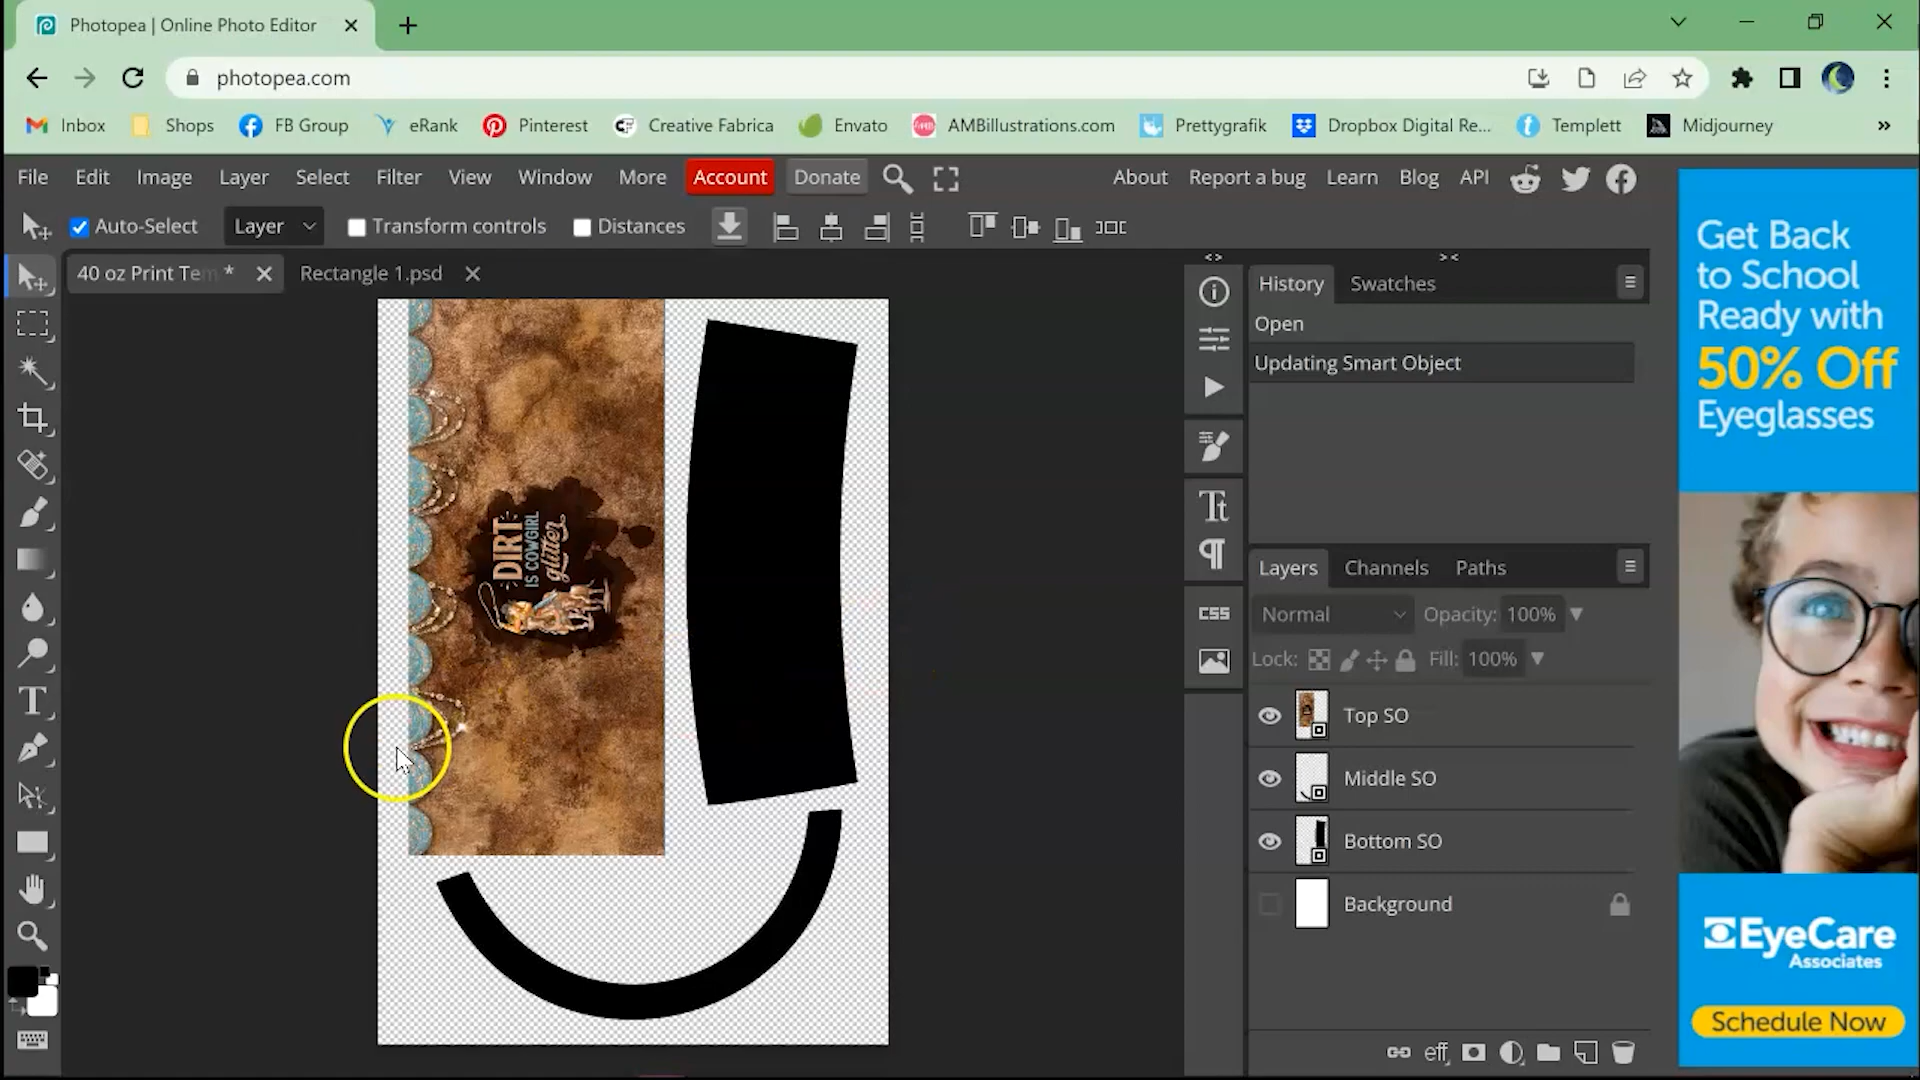 Photopea | Online Photo Editor
photopea.com
Inbox
Shops
FB Group
eRank
Pinterest
Creative Fabrica
Envato
AMBillustrations.com
Prettygrafik
Dropbox Digital Re...
Templett
Midjourney
File
Edit
Image
Layer
Select
Filter
View
Window
More
Account
Donate
About
Report a bug
Learn
Blog
API
Auto-Select
Layer
Transform controls
Distances
40 oz Print Tem *
Rectangle 1.psd
History
Swatches
Open
Updating Smart Object
DIRT
IS COWGIRL
glitter
CSS
Layers
Channels
Paths
Normal
Opacity: 100%
Lock:
Fill: 100%
Top SO
Middle SO
Bottom SO
Background
eff
Get Back
to School
Ready with
50% Off
Eyeglasses
EyeCare
Associates
Schedule Now